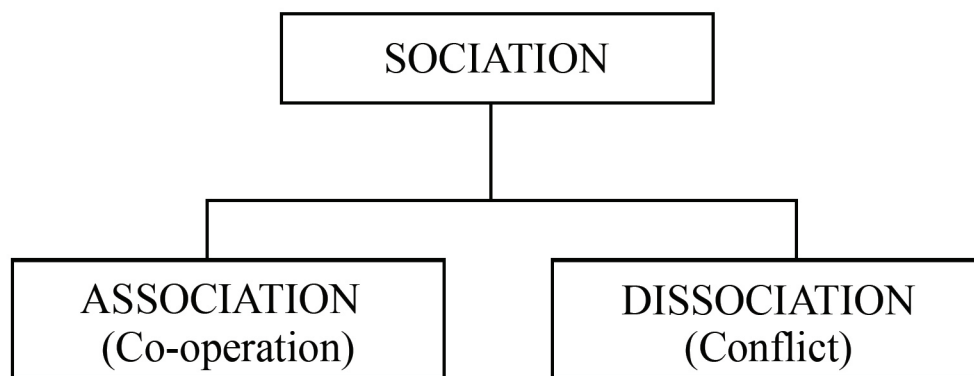 SOCIATION
ASSOCIATION
(Co-operation)
DISSOCIATION
(Conflict)